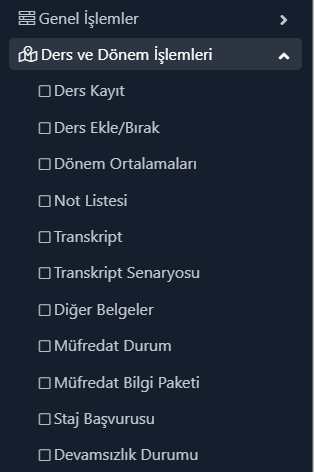 Genel İşlemler
Ders ve Dönem İşlemleri
Ders Kayıt
Ders Ekle/Bırak
Dönem Ortalamaları
Not Listesi
Transkript
Transkript Senaryosu
Diğer Belgeler
Müfredat Durum
Müfredat Bilgi Paketi
Staj Başvurusu
Devamsızlık Durumu